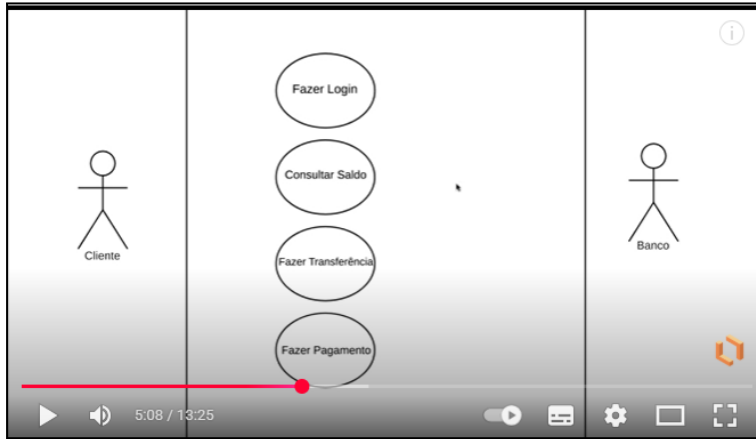 Fazer Login
Consultar Saldo
Cliente
Banco
Fazer Transferência
Fazer Pagamento
5:08 / 13:25